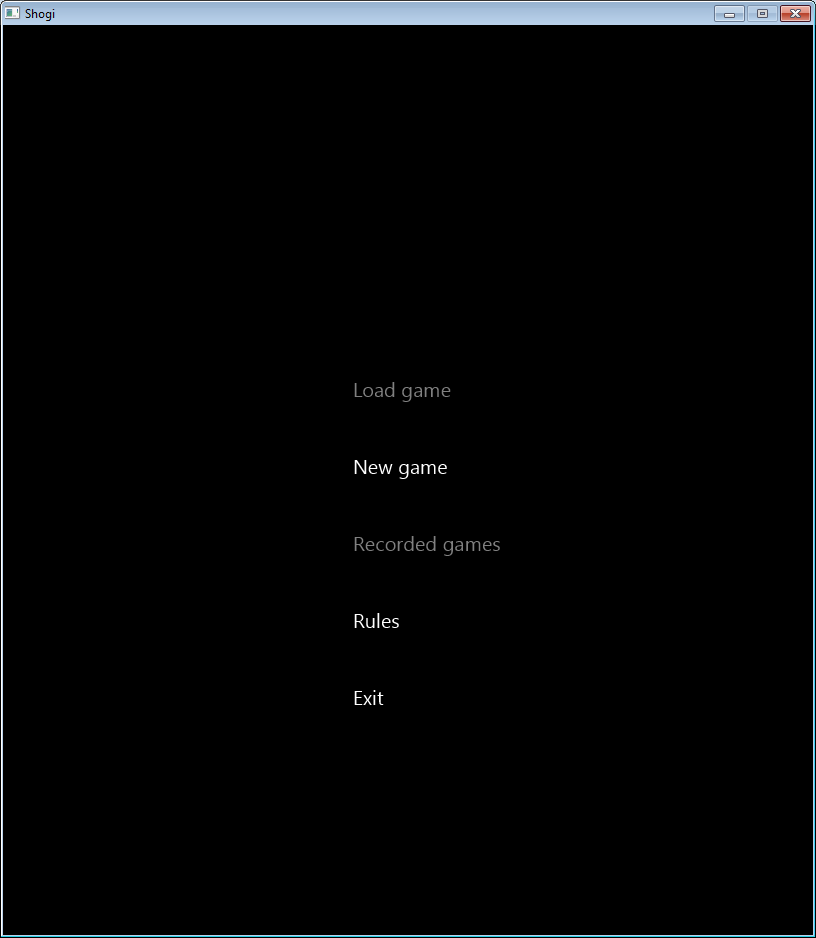 Shogi
Load game
New game
Recorded games
Rules
Exit